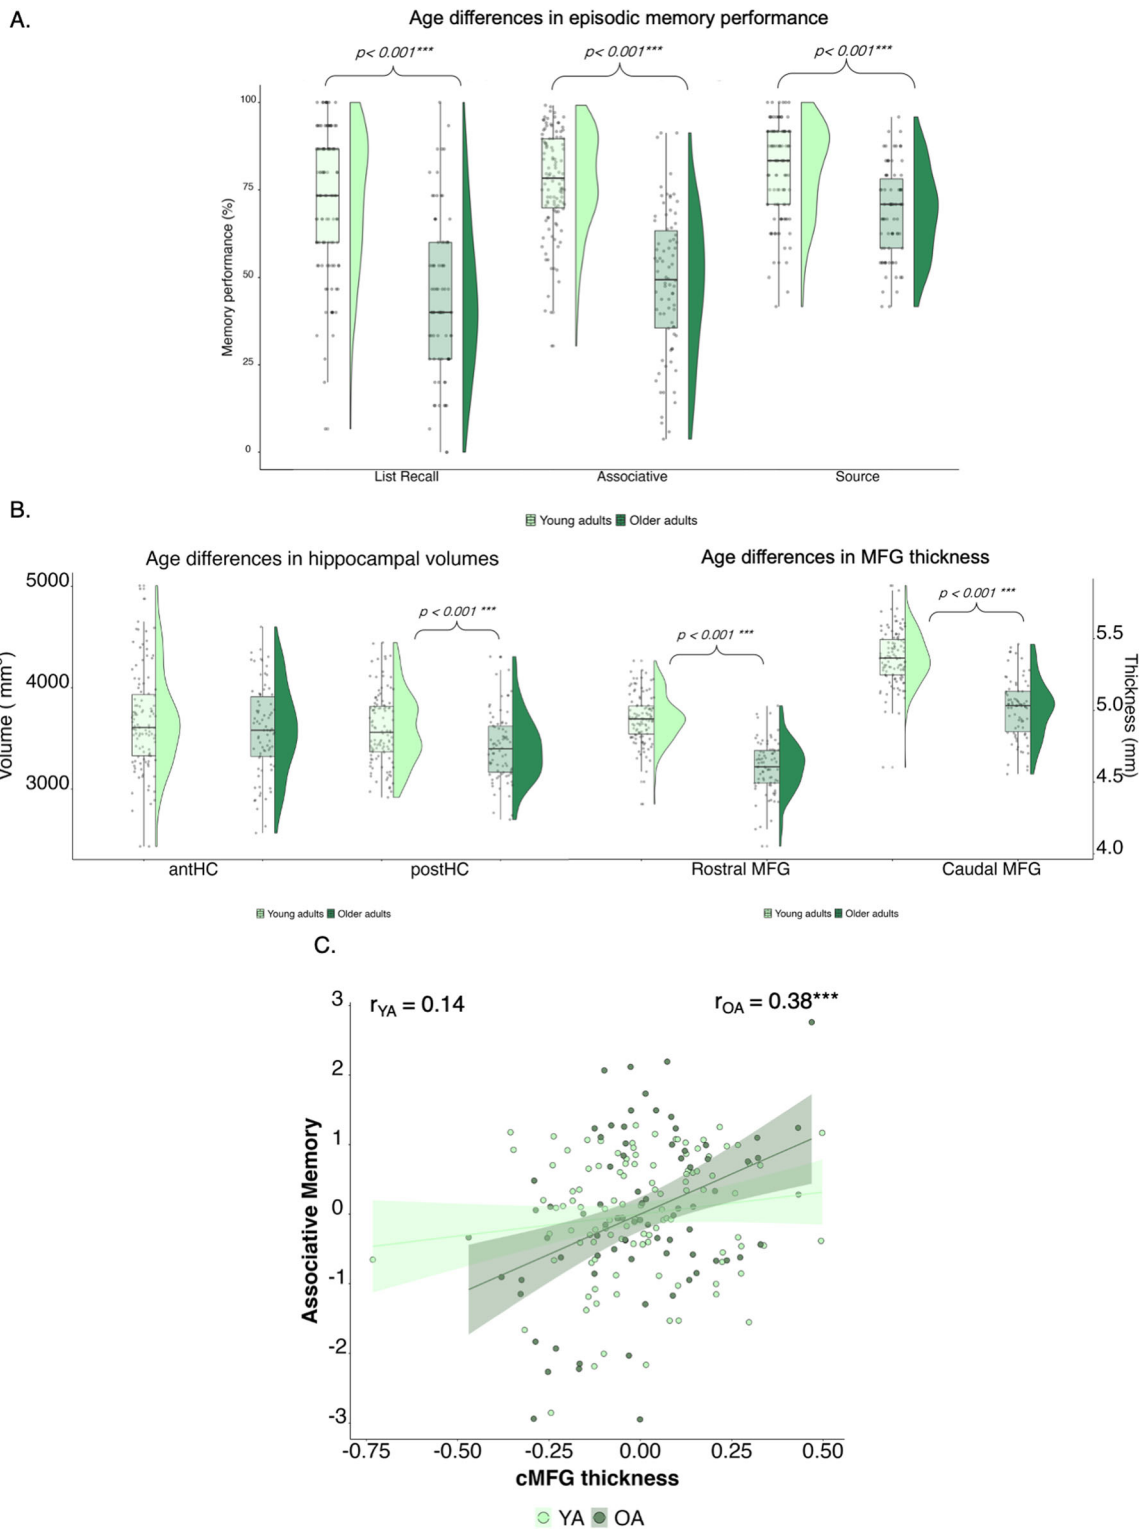 A.
Age differences in episodic memory performance
p< 0.001***
p< 0.001***
p< 0.001***
100
75
50
25
0
Memory performance (%)
List Recall
Associative
Source
Young adults
Older adults
B.
Age differences in hippocampal volumes
Age differences in MFG thickness
5000
4000
3000
Volume ( mm³)
p < 0.001 ***
p < 0.001 ***
p < 0.001 ***
5.5
5.0
4.5
4.0
Thickness (mm)
antHC
postHC
Rostral MFG
Caudal MFG
Young adults
Older adults
Young adults
Older adults
C.
rYA = 0.14
rOA = 0.38***
3
2
1
0
-1
-2
-3
Associative Memory
-0.75
-0.50
-0.25
0.00
0.25
0.50
cMFG thickness
YA
OA